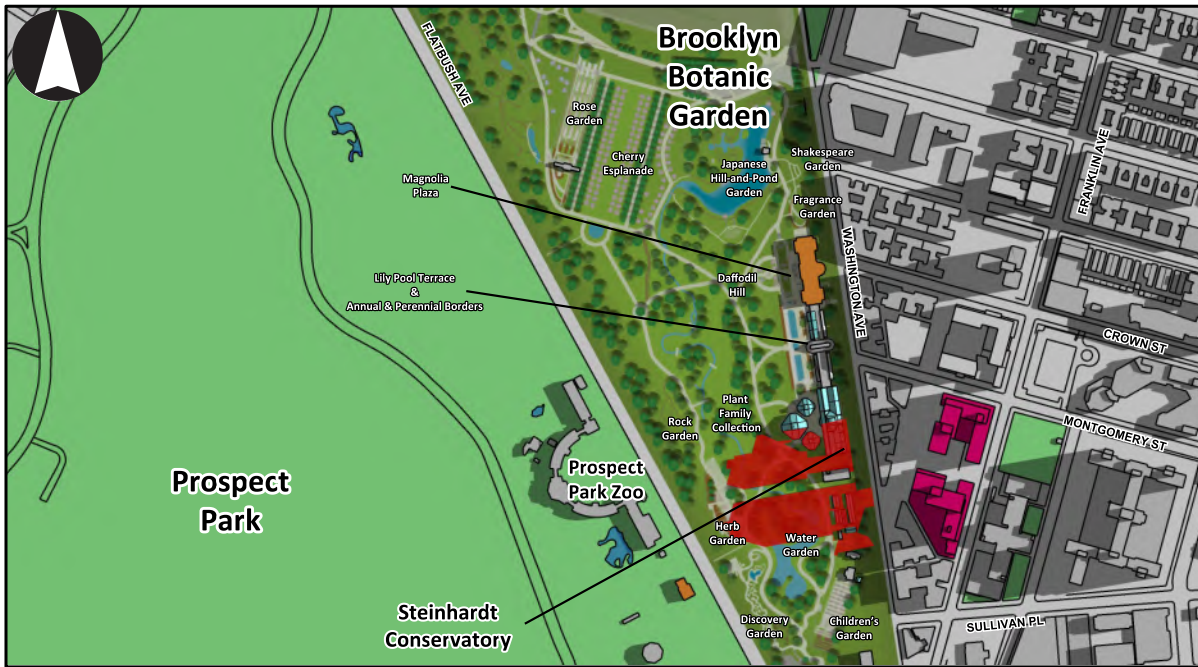 Brooklyn
Botanic
Garden
FLATBUSH AVE
Rose
Garden
Cherry
Esplanade
Japanese
Hill-and-Pond
Garden
Shakespeare
Garden
Magnolia
Plaza
Fragrance
Garden
FRANKLIN AVE
WASHINGTON AVE
Lily Pool Terrace
&
Annual & Perennial Borders
Daffodil
Hill
CROWN ST
Rock
Garden
Plant
Family
Collection
MONTGOMERY ST
Prospect
Park
Prospect
Park Zoo
Herb
Garden
Water
Garden
Steinhardt
Conservatory
Discovery
Garden
Children's
Garden
SULLIVAN PL